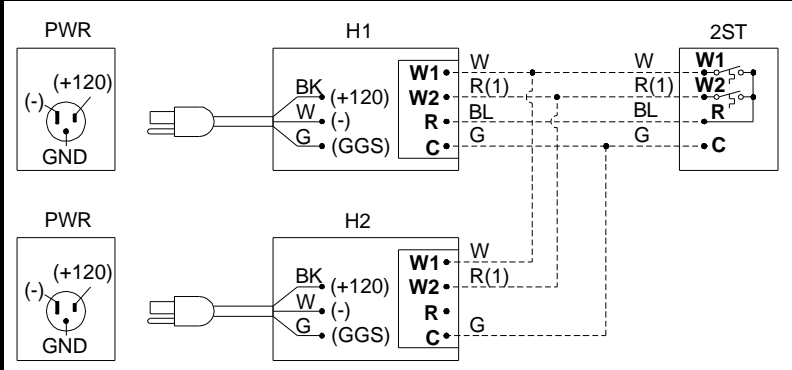 PWR H1 2ST
(+120) (-) GND
BK (+120)
W (-)
G (GGS)
W1 W W W1
W2 R(1) R(1) W2
R BL BL R
C G G C
PWR H2
(+120) (-) GND
BK (+120)
W (-)
G (GGS)
W1 W
W2 R(1)
R
C G